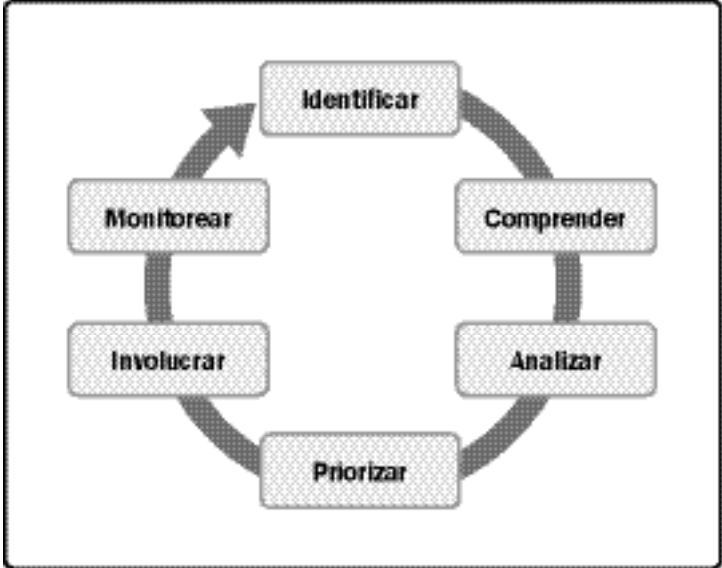 Identificar
Comprender
Analizar
Priorizar
Involucrar
Monitorear